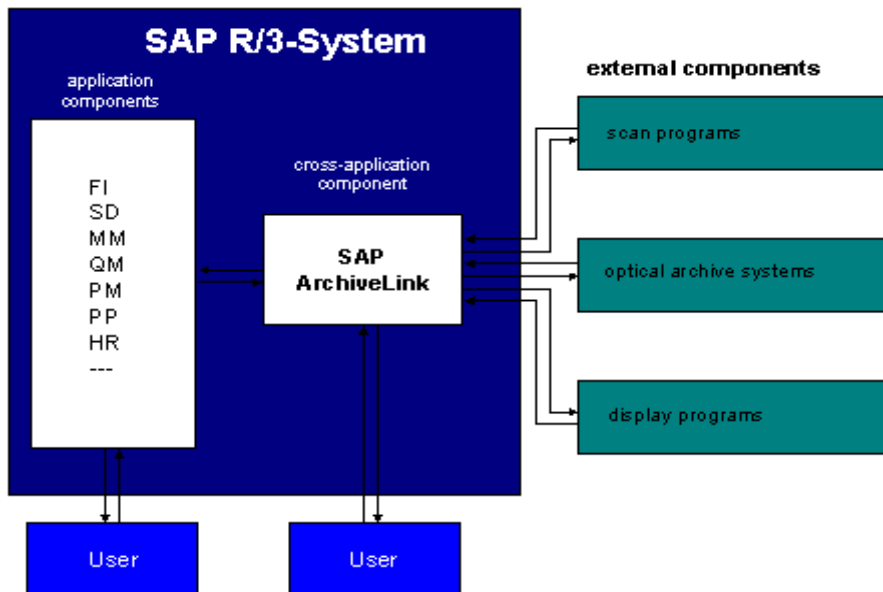 SAP R/3-System
application
components
FI
SD
MM
QM
PM
PP
HR
---
cross-application
component
SAP
ArchiveLink
external components
scan programs
optical archive systems
display programs
User
User